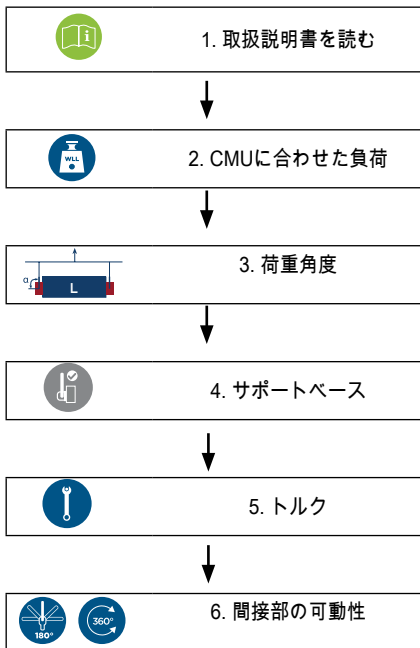 1. 取扱説明書を読む
WLL
2. CMUに合わせた負荷
α
L
3. 荷重角度
4. サポートベース
5. トルク
180°
360°
6. 間接部の可動性